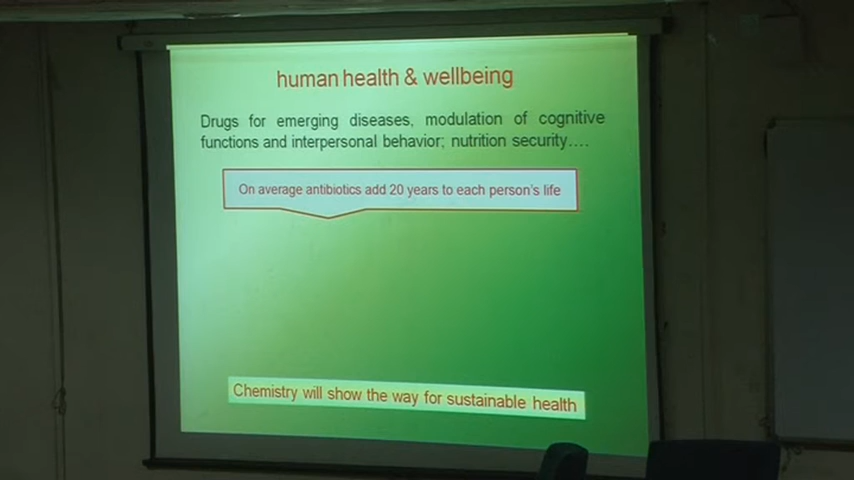 human health & wellbeing
Drugs for emerging diseases, modulation of cognitive
functions and interpersonal behavior; nutrition security....
On average antibiotics add 20 years to each person's life
Chemistry will show the way for sustainable health